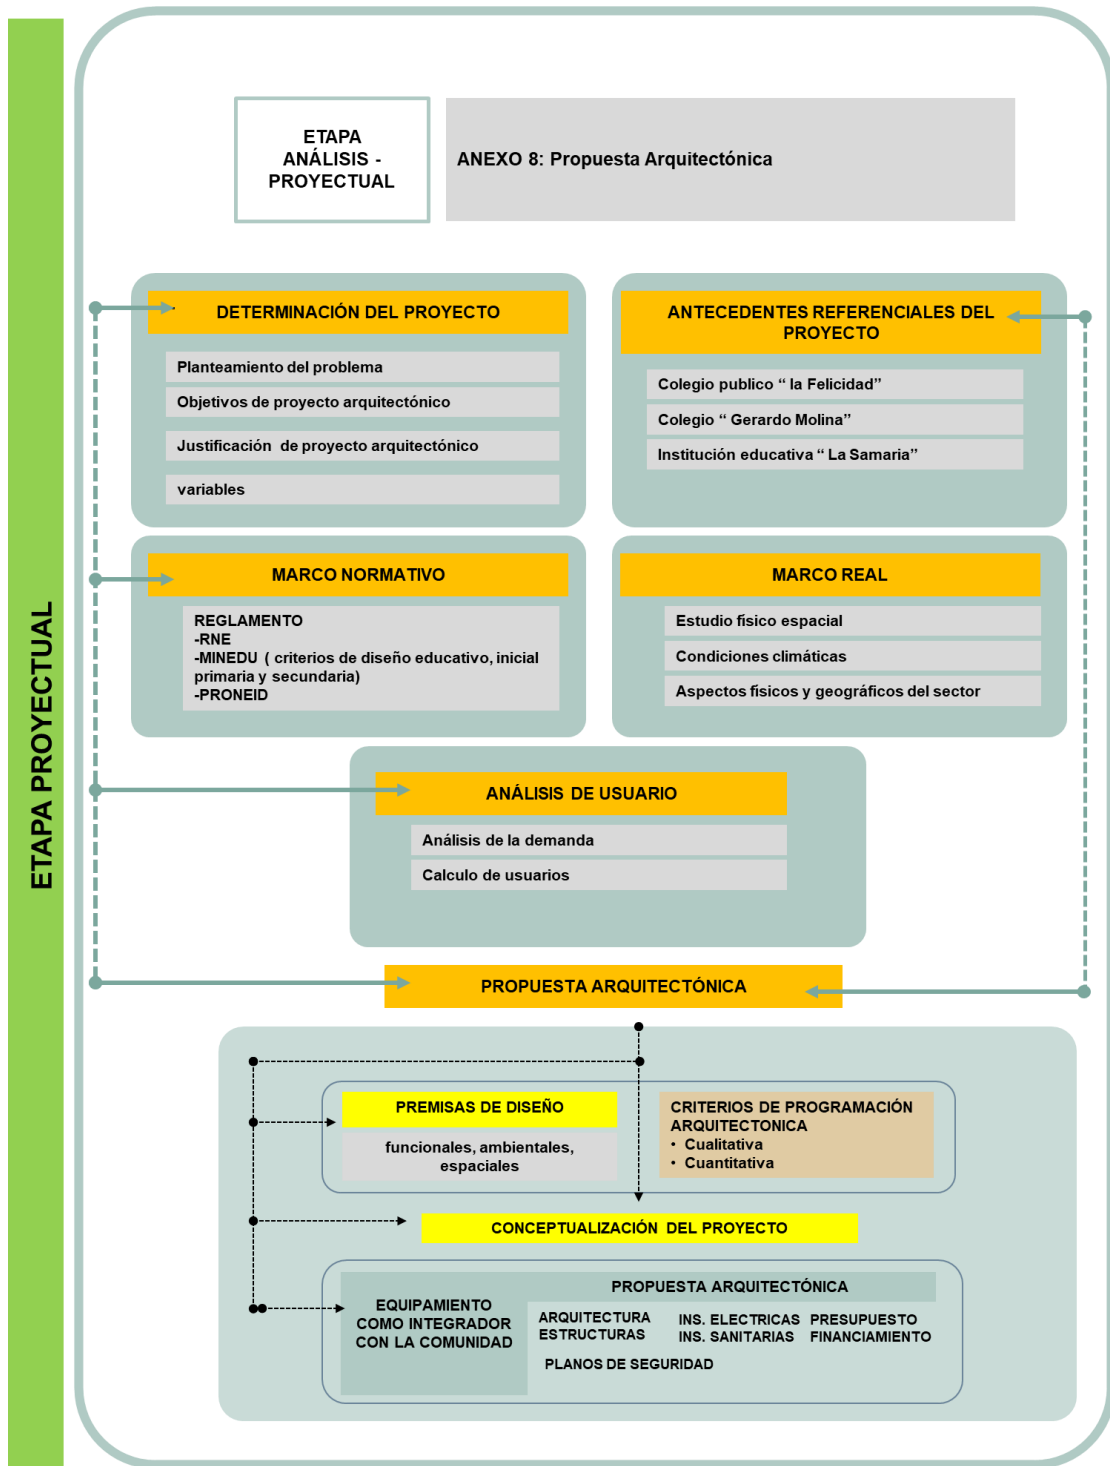 ETAPA PROYECTUAL
ETAPA
ANÁLISIS -
PROYECTUAL
ANEXO 8: Propuesta Arquitectónica
DETERMINACIÓN DEL PROYECTO
Planteamiento del problema
Objetivos de proyecto arquitectónico
Justificación de proyecto arquitectónico
variables
ANTECEDENTES REFERENCIALES DEL
PROYECTO
Colegio publico “ la Felicidad”
Colegio “ Gerardo Molina”
Institución educativa “ La Samaria”
MARCO NORMATIVO
REGLAMENTO
-RNE
-MINEDU ( criterios de diseño educativo, inicial
primaria y secundaria)
-PRONEID
MARCO REAL
Estudio físico espacial
Condiciones climáticas
Aspectos físicos y geográficos del sector
ANÁLISIS DE USUARIO
Análisis de la demanda
Calculo de usuarios
PROPUESTA ARQUITECTÓNICA
PREMISAS DE DISEÑO
funcionales, ambientales,
espaciales
CRITERIOS DE PROGRAMACIÓN
ARQUITECTONICA
• Cualitativa
• Cuantitativa
CONCEPTUALIZACIÓN DEL PROYECTO
EQUIPAMIENTO
COMO INTEGRADOR
CON LA COMUNIDAD
PROPUESTA ARQUITECTÓNICA
ARQUITECTURA
ESTRUCTURAS
INS. ELECTRICAS
INS. SANITARIAS
PRESUPUESTO
FINANCIAMIENTO
PLANOS DE SEGURIDAD